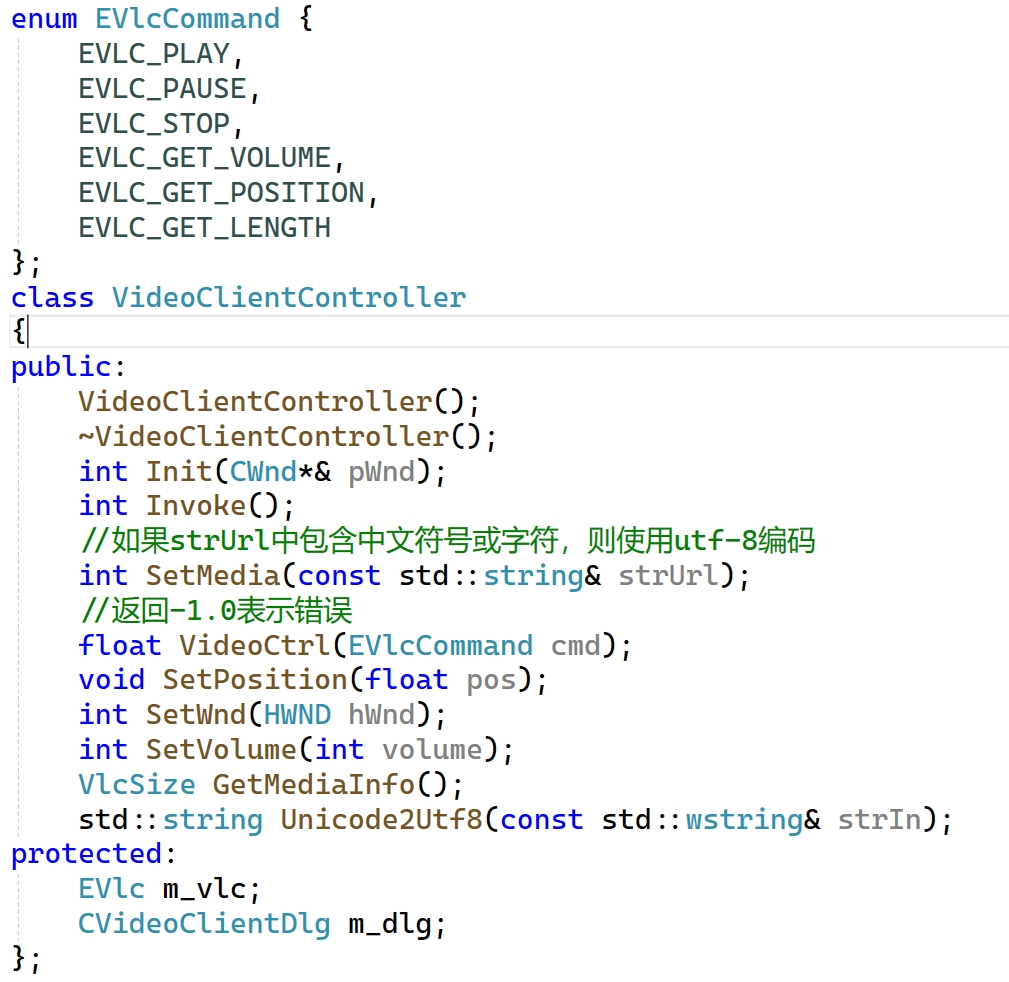 enum EVlcCommand {
    EVLC_PLAY,
    EVLC_PAUSE,
    EVLC_STOP,
    EVLC_GET_VOLUME,
    EVLC_GET_POSITION,
    EVLC_GET_LENGTH
};
class VideoClientController
{
public:
    VideoClientController();
    ~VideoClientController();
    int Init(CWnd*& pWnd);
    int Invoke();
    //如果strUrl中包含中文符号或字符，则使用utf-8编码
    int SetMedia(const std::string& strUrl);
    //返回-1.0表示错误
    float VideoCtrl(EVlcCommand cmd);
    void SetPosition(float pos);
    int SetWnd(HWND hWnd);
    int SetVolume(int volume);
    VlcSize GetMediaInfo();
    std::string Unicode2Utf8(const std::wstring& strIn);
protected:
    EVlc m_vlc;
    CVideoClientDlg m_dlg;
};